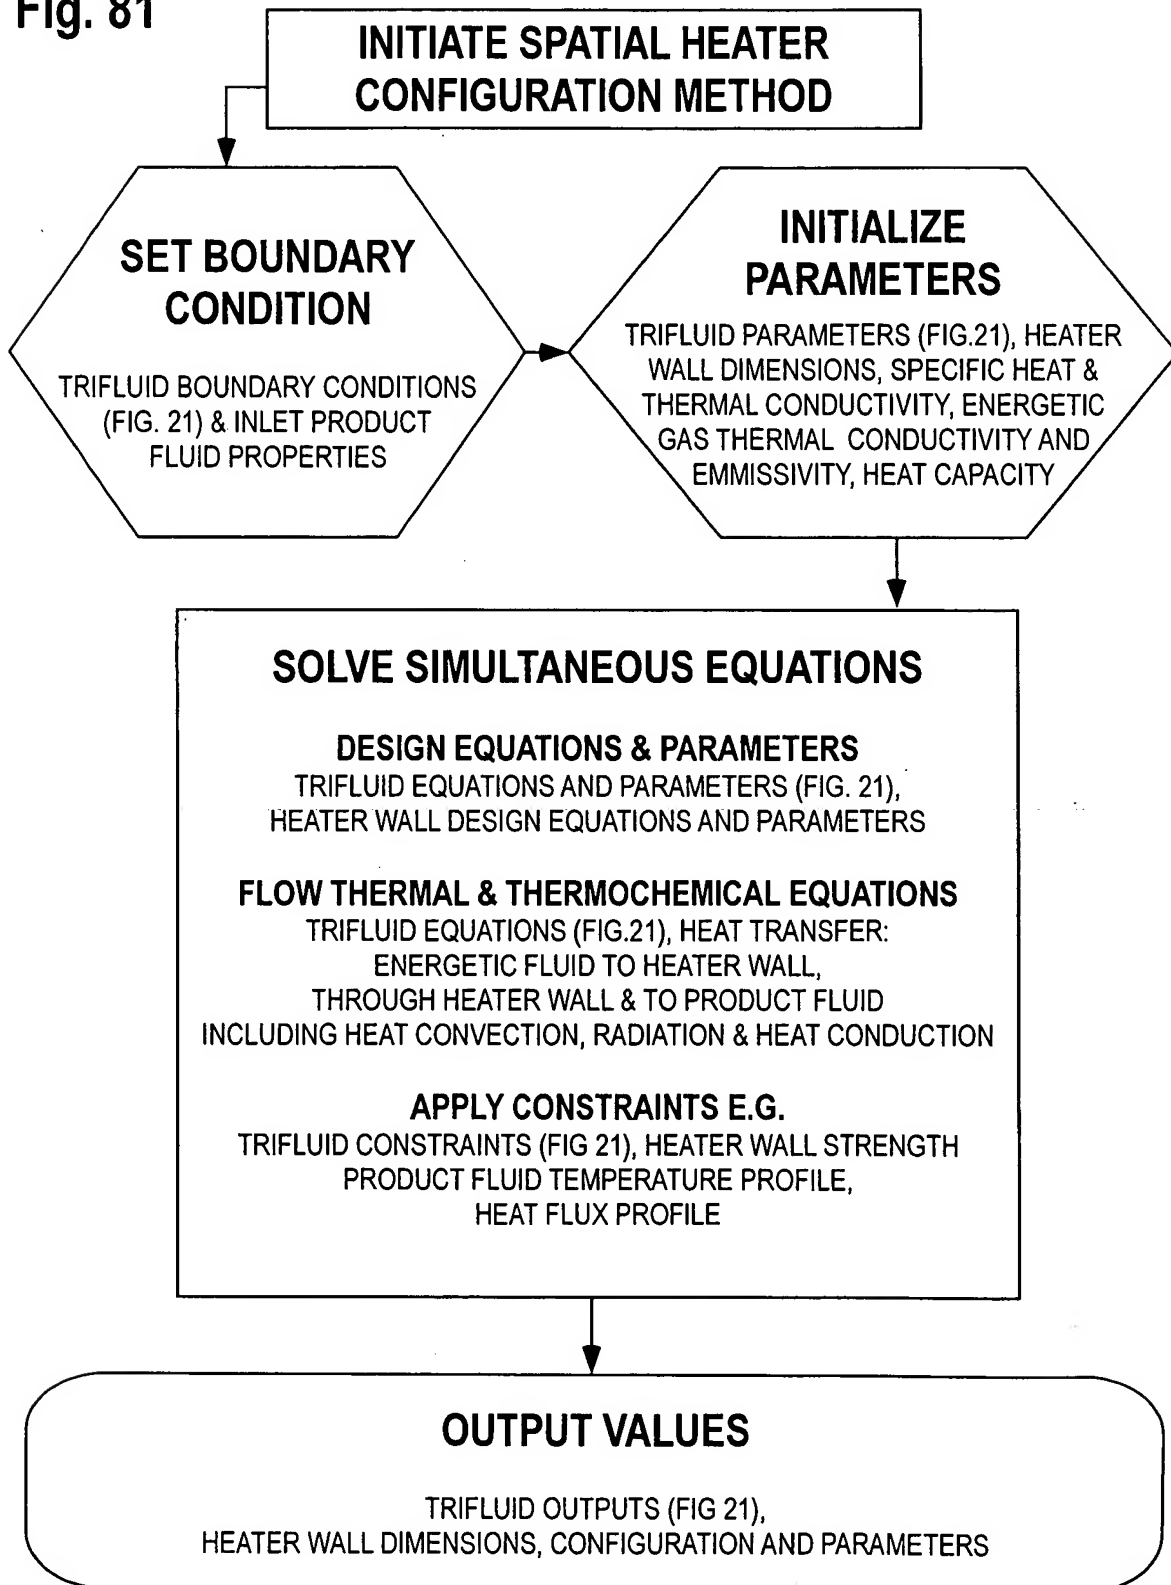 Fig. 81
INITIATE SPATIAL HEATER
CONFIGURATION METHOD
SET BOUNDARY
CONDITION
TRIFLUID BOUNDARY CONDITIONS
(FIG. 21) & INLET PRODUCT
FLUID PROPERTIES
INITIALIZE
PARAMETERS
TRIFLUID PARAMETERS (FIG.21), HEATER
WALL DIMENSIONS, SPECIFIC HEAT &
THERMAL CONDUCTIVITY, ENERGETIC
GAS THERMAL CONDUCTIVITY AND
EMMISSIVITY, HEAT CAPACITY
SOLVE SIMULTANEOUS EQUATIONS
DESIGN EQUATIONS & PARAMETERS
TRIFLUID EQUATIONS AND PARAMETERS (FIG. 21),
HEATER WALL DESIGN EQUATIONS AND PARAMETERS
FLOW THERMAL & THERMOCHEMICAL EQUATIONS
TRIFLUID EQUATIONS (FIG.21), HEAT TRANSFER:
ENERGETIC FLUID TO HEATER WALL,
THROUGH HEATER WALL & TO PRODUCT FLUID
INCLUDING HEAT CONVECTION, RADIATION & HEAT CONDUCTION
APPLY CONSTRAINTS E.G.
TRIFLUID CONSTRAINTS (FIG 21), HEATER WALL STRENGTH
PRODUCT FLUID TEMPERATURE PROFILE,
HEAT FLUX PROFILE
OUTPUT VALUES
TRIFLUID OUTPUTS (FIG 21),
HEATER WALL DIMENSIONS, CONFIGURATION AND PARAMETERS